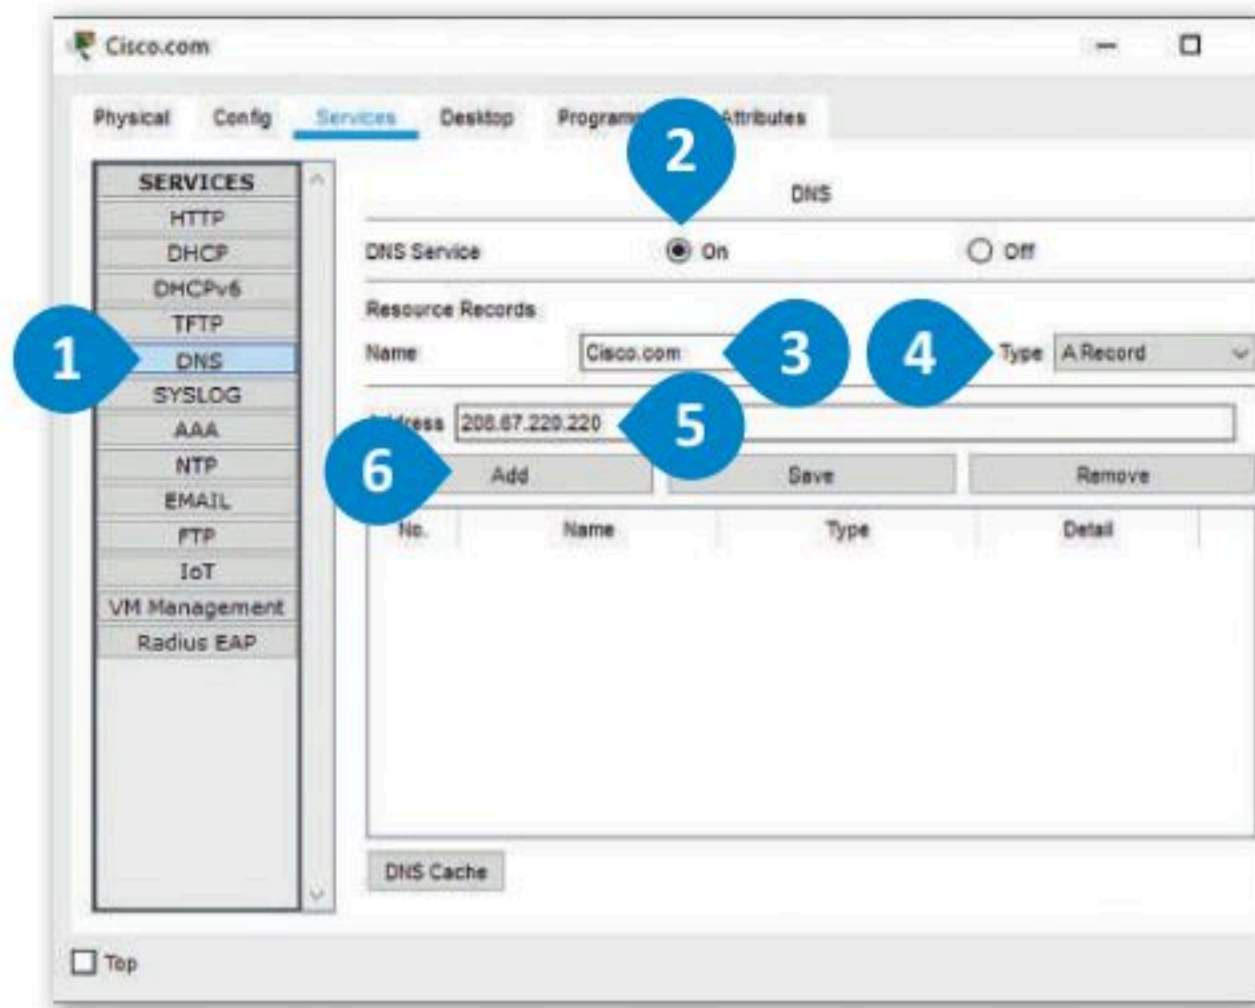 Cisco.com
Physical Config Services Desktop Programm Attributes
2
SERVICES
HTTP
DHCP
DHCPv6
TFTP
DNS
SYSLOG
AAA
NTP
EMAIL
FTP
IoT
VM Management
Radius EAP
1
DNS
DNS Service On Off
Resource Records
Name Cisco.com 3 4 Type A Record
Address 208.67.220.220 5
6 Add Save Remove
No. Name Type Detail
DNS Cache
Top